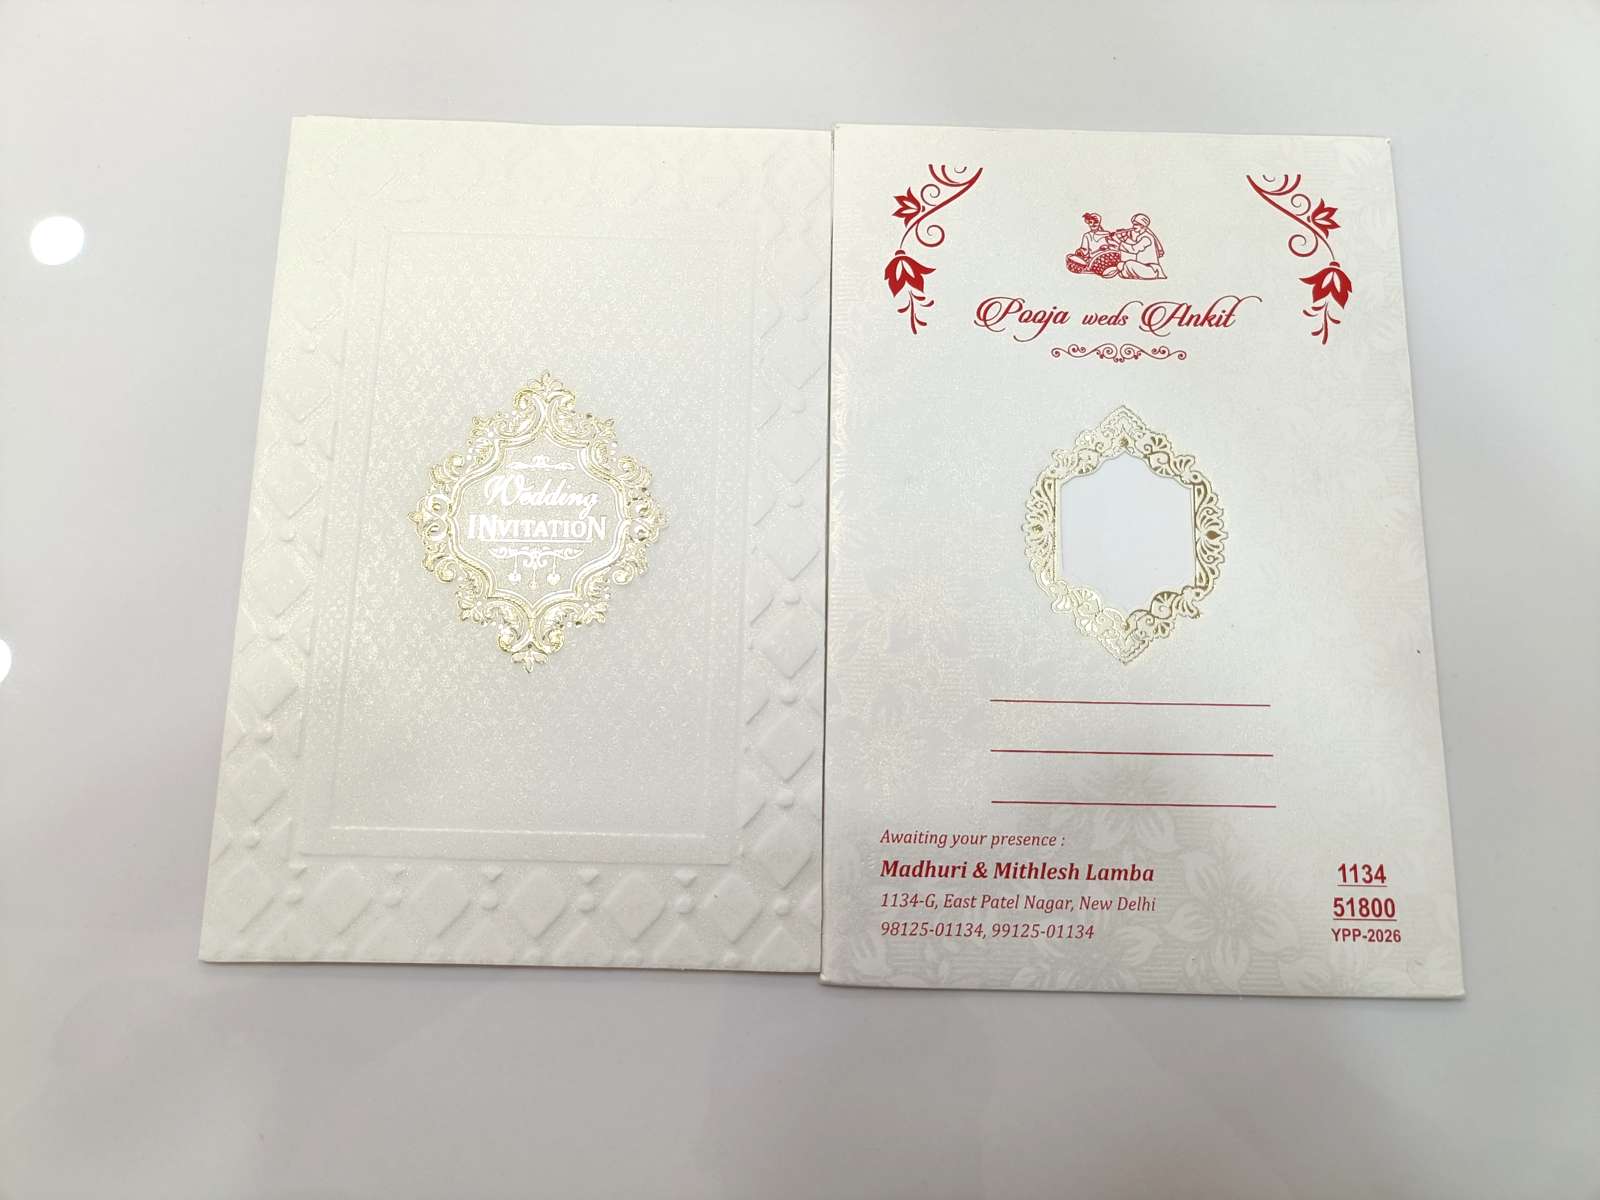 Wedding
INVITATION
Pooja weds Ankit
Awaiting your presence :
Madhuri & Mithlesh Lamba
1134-G, East Patel Nagar, New Delhi
98125-01134, 99125-01134
1134
51800
YPP-2026